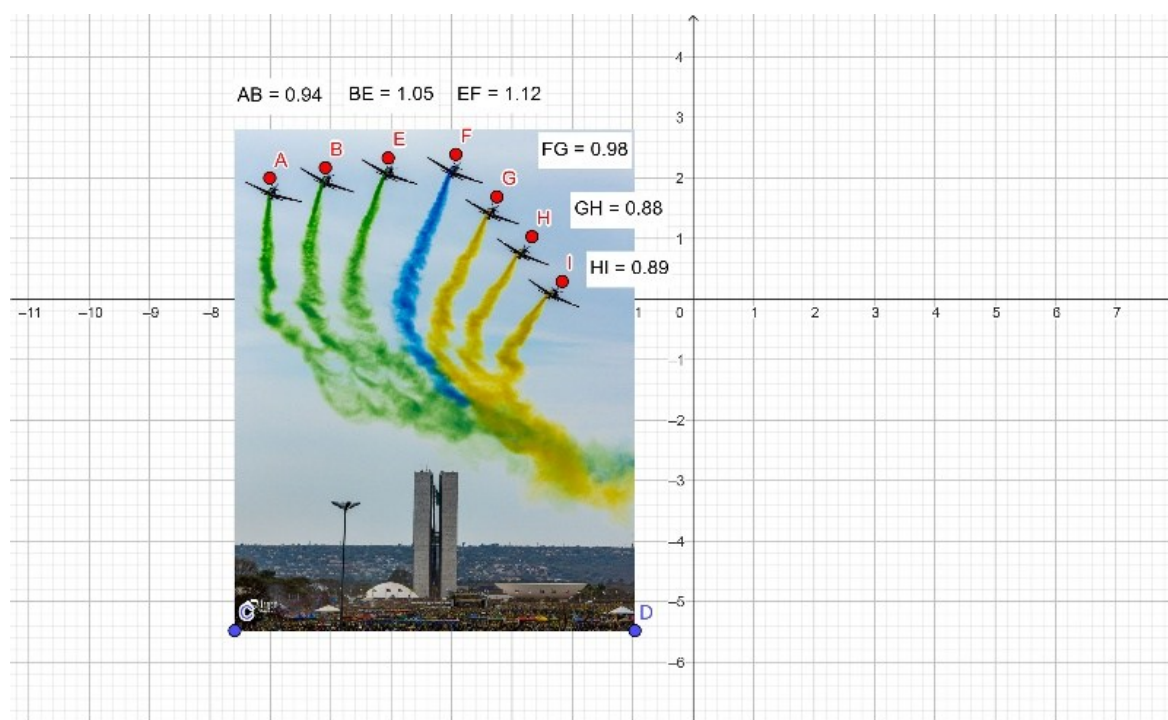 4
AB = 0.94 BE = 1.05 EF = 1.12
3
F
E
B
A
FG = 0.98
G
2
GH = 0.88
H
1
I
HI = 0.89
–11 –10 –9 –8 1 0 1 2 3 4 5 6 7
–1
–2
–3
–4
–5
C D
–6